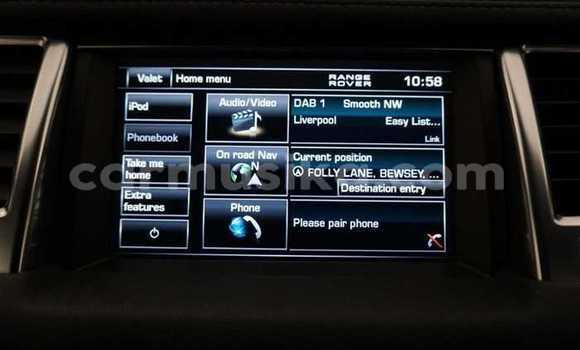 Valet Home menu RANGE ROVER 10:58
iPod
Phonebook
Take me home
Extra features
Audio/Video
DAB 1 Smooth NW
Liverpool Easy List...
Link
On road Nav
N
Current position
FOLLY LANE, BEWSEY, ...
Destination entry
Phone
Please pair phone